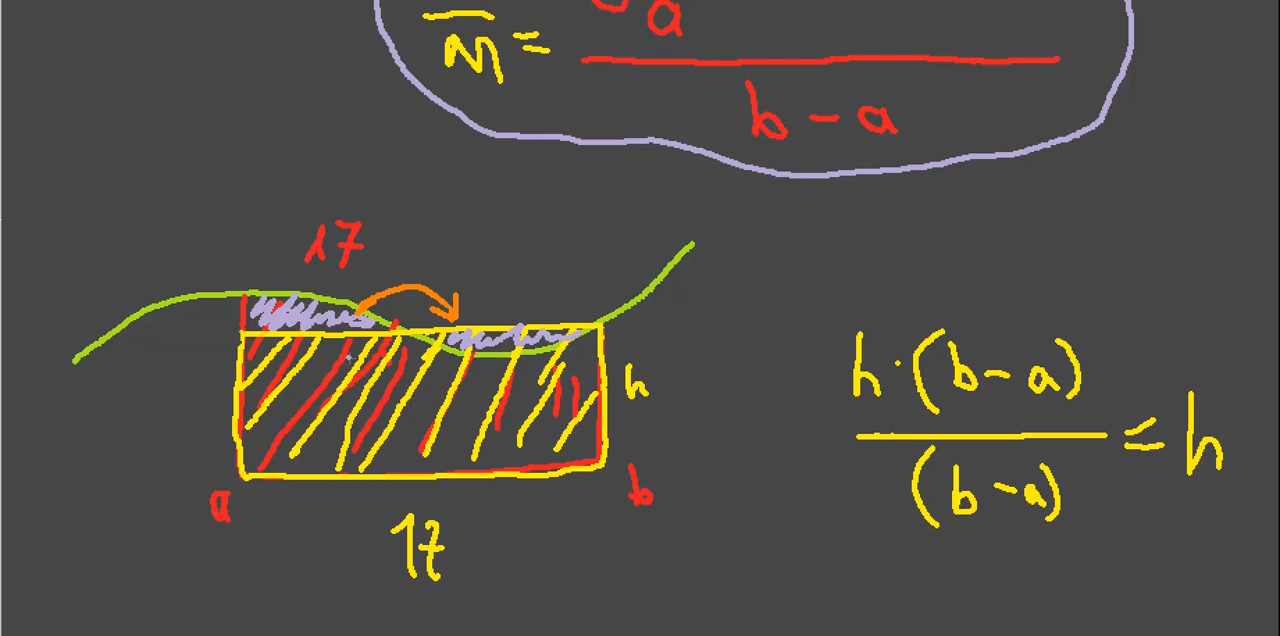 m̄ = a
b - a
17
h
h·(b-a)
(b-a)
= h
a
b
17